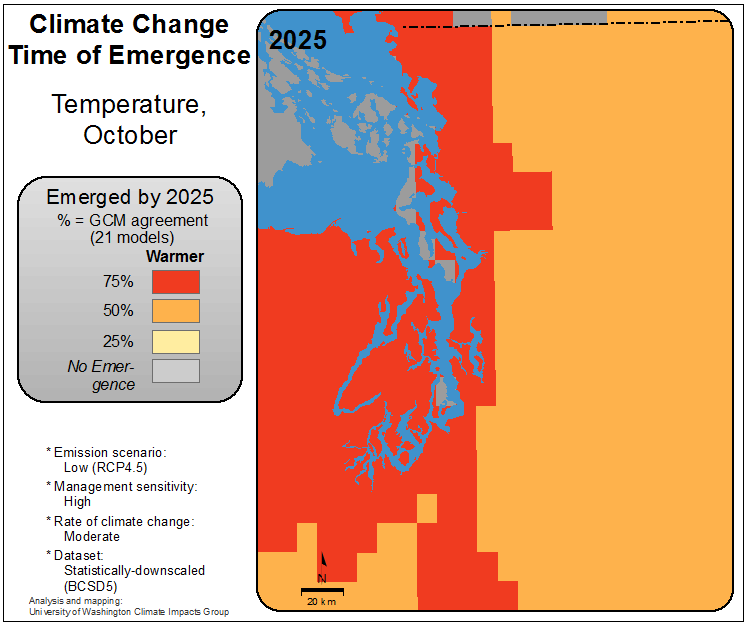 Climate Change
Time of Emergence
Temperature,
October
Emerged by 2025
% = GCM agreement
(21 models)
Warmer
75%
50%
25%
No Emer-
gence
* Emission scenario:
Low (RCP4.5)
* Management sensitivity:
High
* Rate of climate change:
Moderate
* Dataset:
Statistically-downscaled
(BCSD5)
Analysis and mapping:
University of Washington Climate Impacts Group
2025
N
20 km